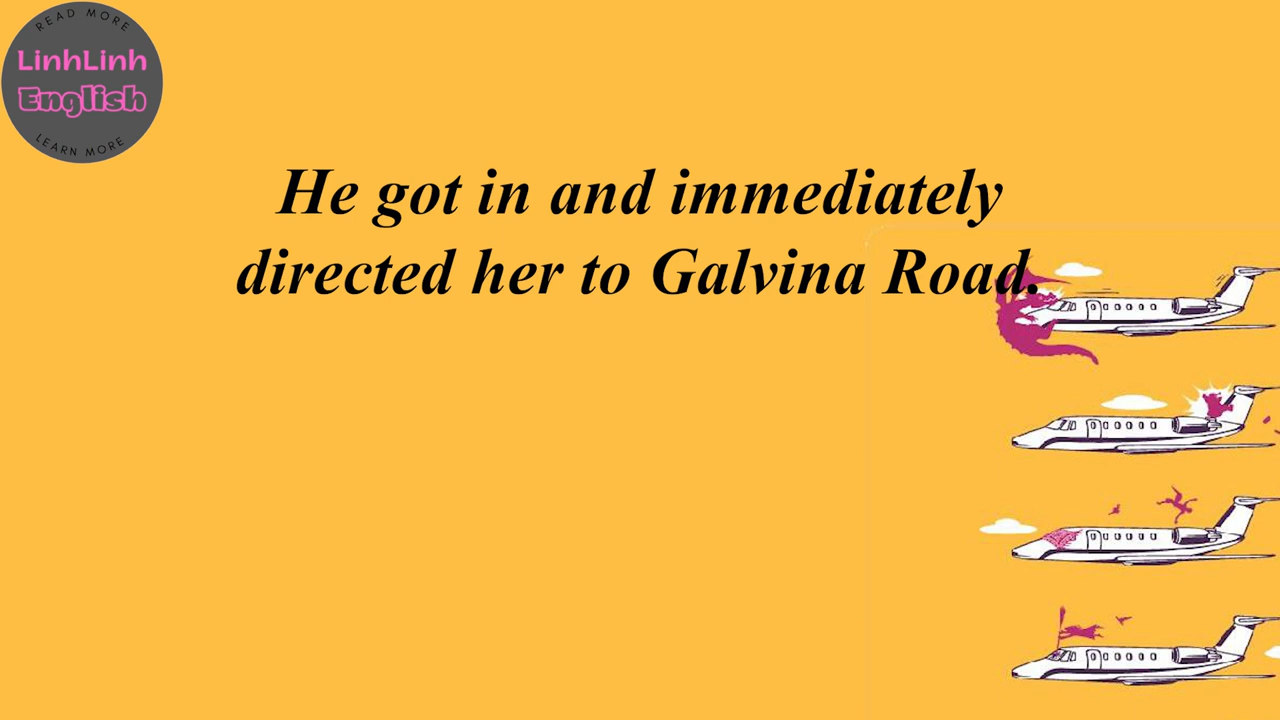 READ MORE
LinhLinh
English
LEARN MORE
He got in and immediately
directed her to Galvina Road.